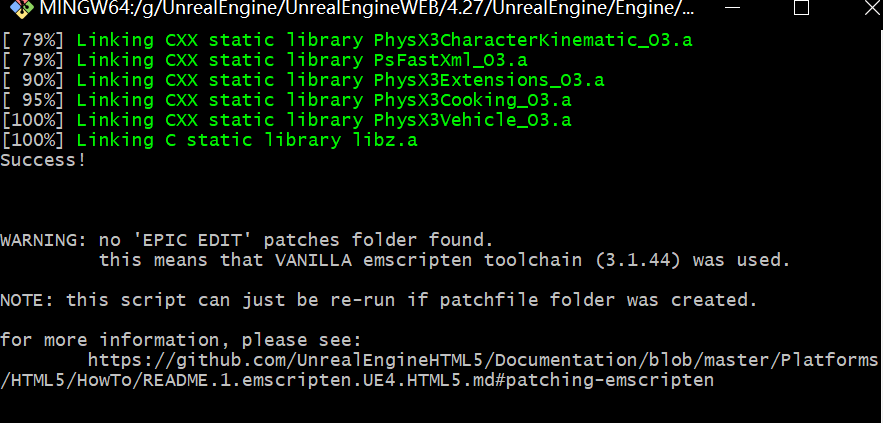 MINGW64:/g/UnrealEngine/UnrealEngineWEB/4.27/UnrealEngine/Engine/...
[ 79%] Linking CXX static library PhysX3CharacterKinematic_O3.a
[ 79%] Linking CXX static library PsFastXml_O3.a
[ 90%] Linking CXX static library PhysX3Extensions_O3.a
[ 95%] Linking CXX static library PhysX3Cooking_O3.a
[100%] Linking CXX static library PhysX3Vehicle_O3.a
[100%] Linking C static library libz.a
Success!
WARNING: no 'EPIC EDIT' patches folder found.
this means that VANILLA emscripten toolchain (3.1.44) was used.
NOTE: this script can just be re-run if patchfile folder was created.
for more information, please see:
https://github.com/UnrealEngineHTML5/Documentation/blob/master/Platforms
/HTML5/HowTo/README.1.emscripten.UE4.HTML5.md#patching-emscripten